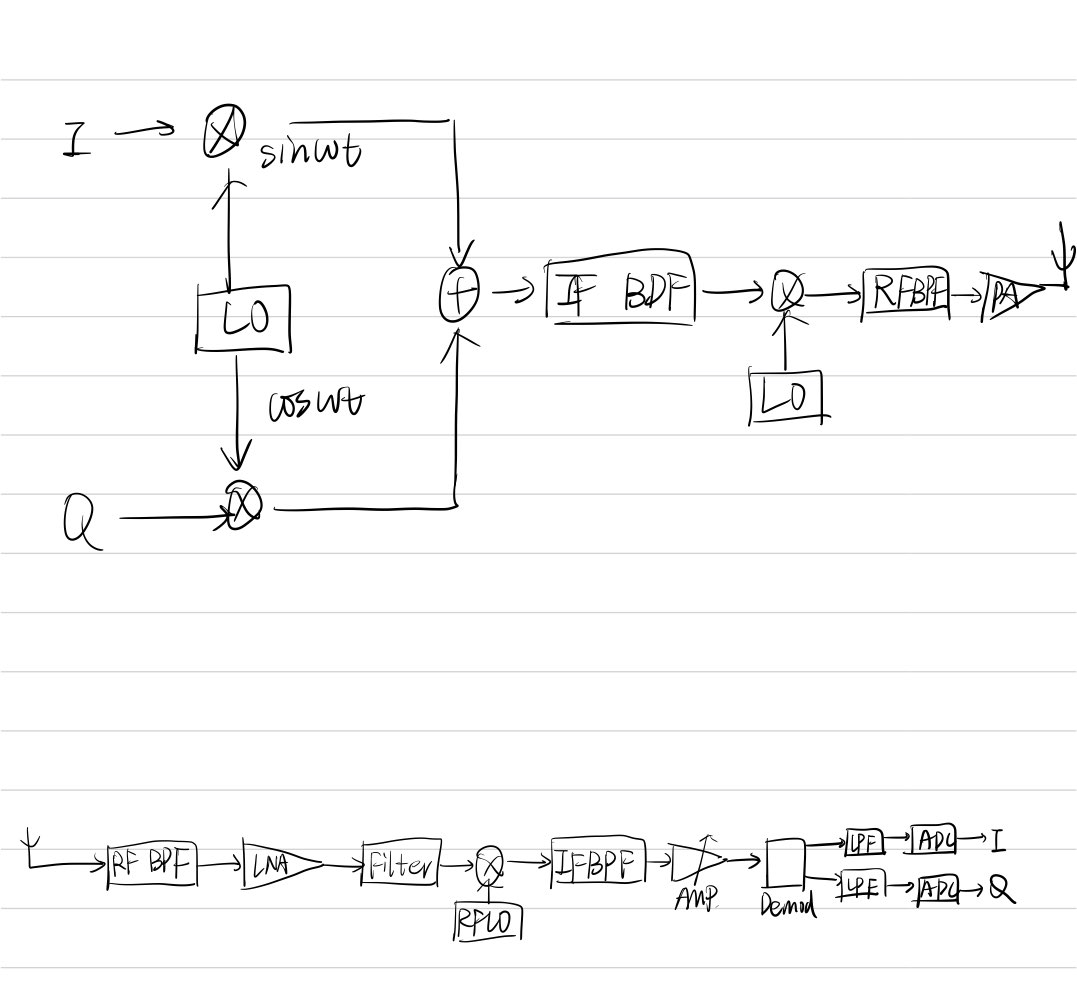 I
sinωt
LO
IF BDF
RFBPF
PA
LO
cosωt
Q
RF BPF
LNA
Filter
RFLO
IFBPF
AMP
Demod
LPF
ADC
I
LPF
ADC
Q